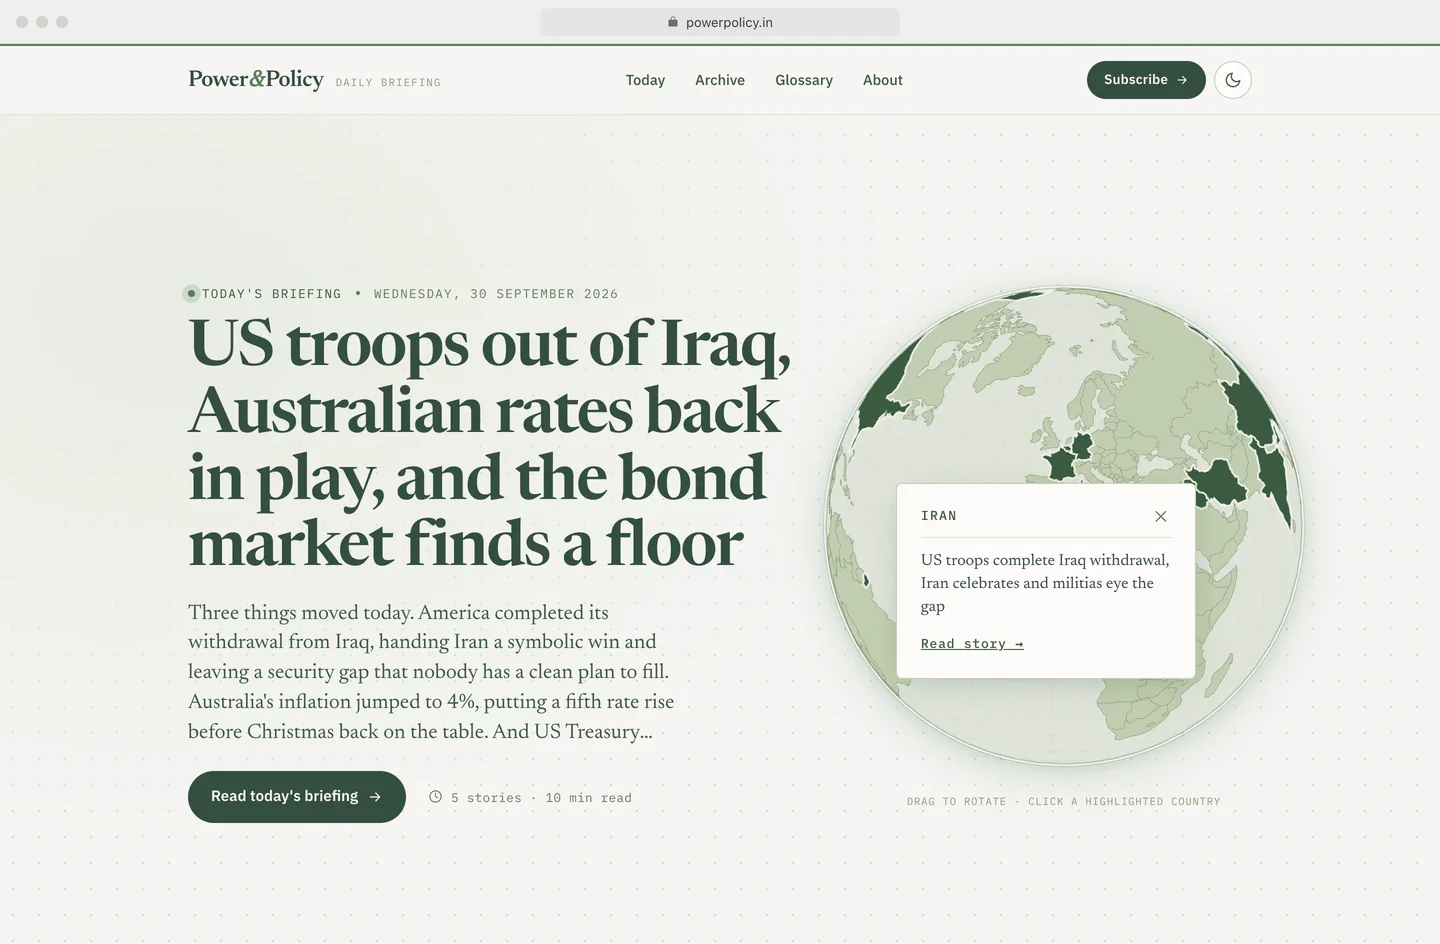 powerpolicy.in
Power&Policy DAILY BRIEFING
Today Archive Glossary About
Subscribe →
TODAY'S BRIEFING • WEDNESDAY, 30 SEPTEMBER 2026
US troops out of Iraq,
Australian rates back
in play, and the bond
market finds a floor
Three things moved today. America completed its
withdrawal from Iraq, handing Iran a symbolic win and
leaving a security gap that nobody has a clean plan to fill.
Australia's inflation jumped to 4%, putting a fifth rate rise
before Christmas back on the table. And US Treasury...
Read today's briefing →
5 stories · 10 min read
IRAN
US troops complete Iraq withdrawal,
Iran celebrates and militias eye the
gap
Read story →
DRAG TO ROTATE · CLICK A HIGHLIGHTED COUNTRY